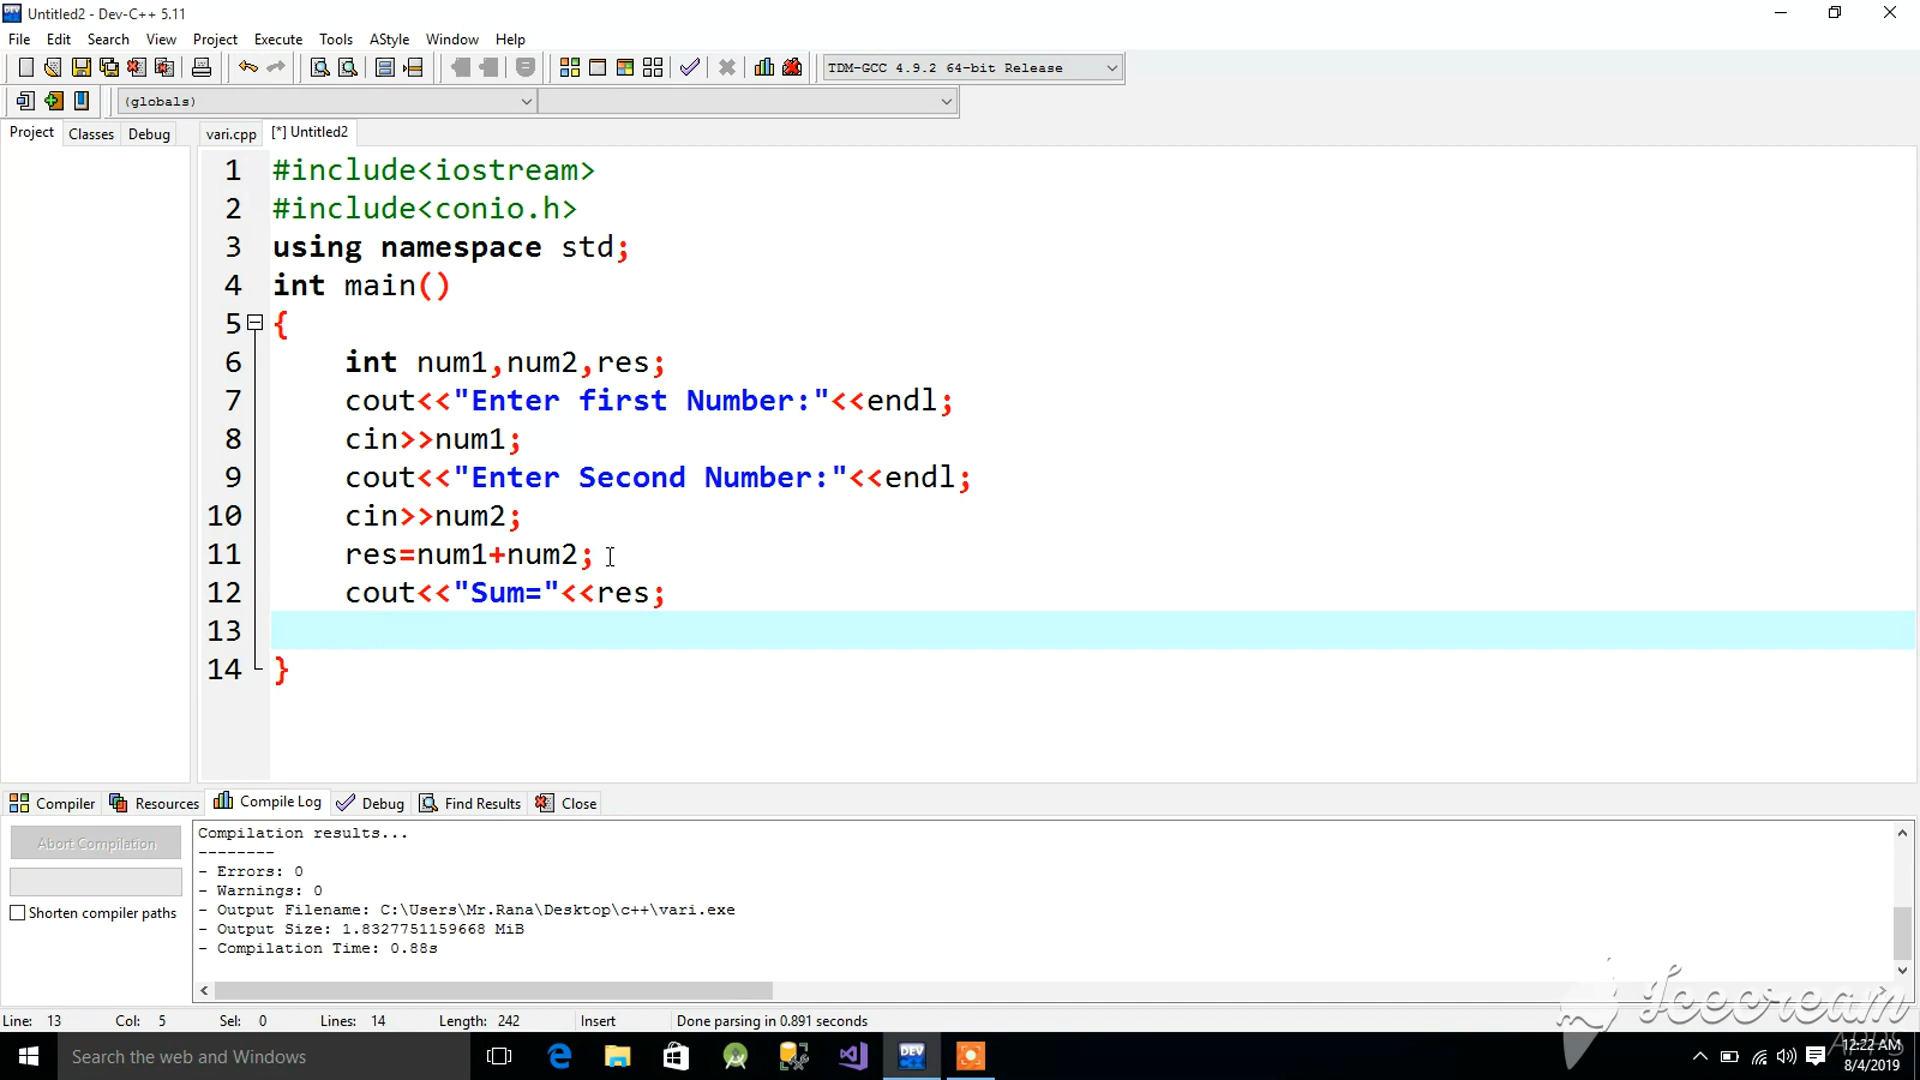 Untitled2 - Dev-C++ 5.11
File Edit Search View Project Execute Tools AStyle Window Help
TDM-GCC 4.9.2 64-bit Release
(globals)
Project Classes Debug vari.cpp [*] Untitled2
1 #include<iostream>
2 #include<conio.h>
3 using namespace std;
4 int main()
5 {
6 int num1,num2,res;
7 cout<<"Enter first Number:"<<endl;
8 cin>>num1;
9 cout<<"Enter Second Number:"<<endl;
10 cin>>num2;
11 res=num1+num2;
12 cout<<"Sum="<<res;
13
14 }
Compiler Resources Compile Log Debug Find Results Close
Abort Compilation
Shorten compiler paths
Compilation results...
--------
- Errors: 0
- Warnings: 0
- Output Filename: C:\Users\Mr.Rana\Desktop\c++\vari.exe
- Output Size: 1.8327751159668 MiB
- Compilation Time: 0.88s
Icecream
APPS
Line: 13 Col: 5 Sel: 0 Lines: 14 Length: 242 Insert Done parsing in 0.891 seconds
Search the web and Windows
DEV
12:22 AM
8/4/2019